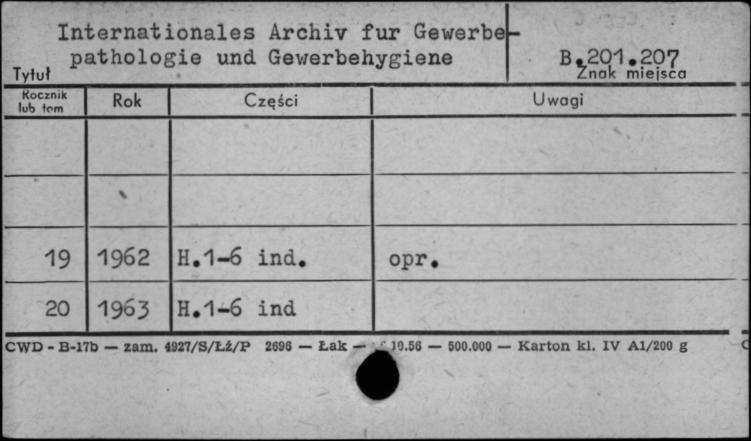 Internationales Archiv fur Gewerbe-
pathologie und Gewerbehygiene
B.201.207
Tytuł
Znak miejsca
Rocznik lub tom Rok Części Uwagi
19 1962 H.1-6 ind. opr.
20 1963 H.1-6 ind
CWD - B-17b — zam. 4927/S/Łż/P 2696 — Łak — 10.56 — 500.000 — Karton kl. IV A1/200 g